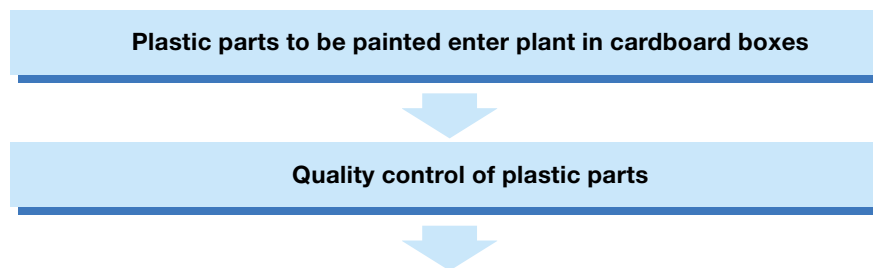 Plastic parts to be painted enter plant in cardboard boxes
Quality control of plastic parts